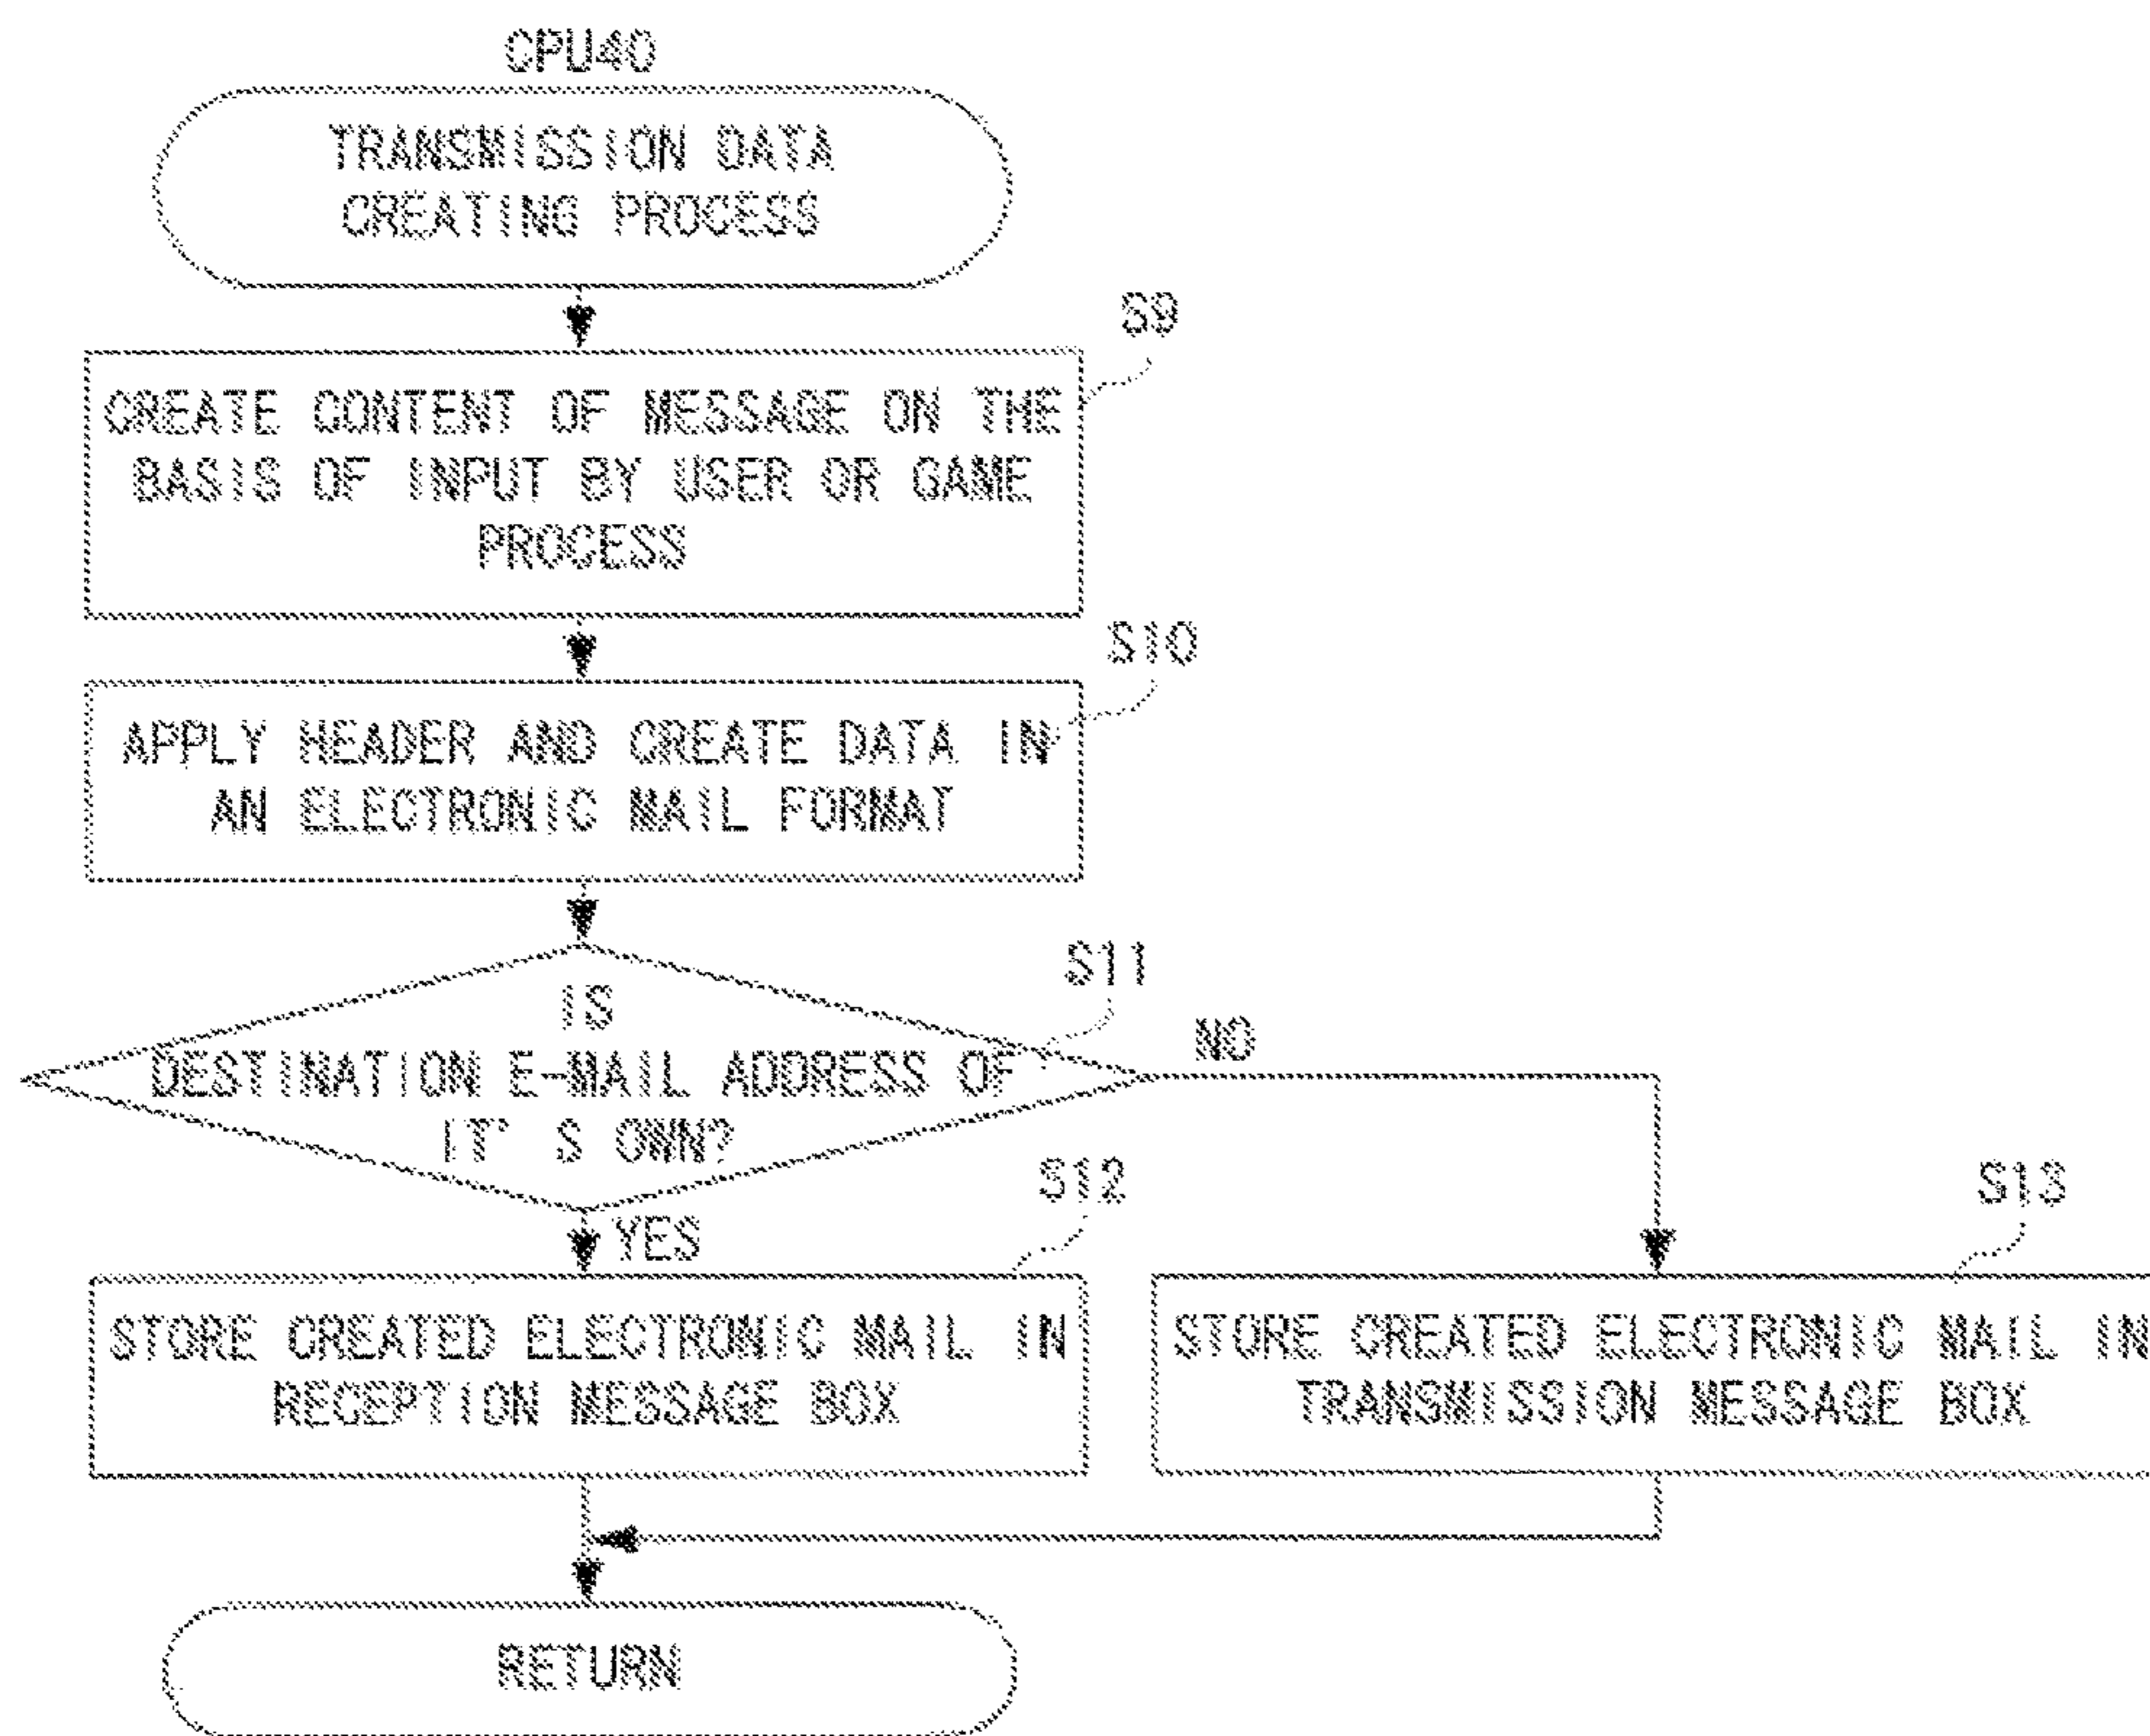 CPU40
TRANSMISSION DATA
CREATING PROCESS
S9
CREATE CONTENT OF MESSAGE ON THE
BASIS OF INPUT BY USER OR GAME
PROCESS
S10
APPLY HEADER AND CREATE DATA IN
AN ELECTRONIC MAIL FORMAT
S11
IS
DESTINATION E-MAIL ADDRESS OF
IT'S OWN?
NO
YES
S12
STORE CREATED ELECTRONIC MAIL IN
RECEPTION MESSAGE BOX
S13
STORE CREATED ELECTRONIC MAIL IN
TRANSMISSION MESSAGE BOX
RETURN